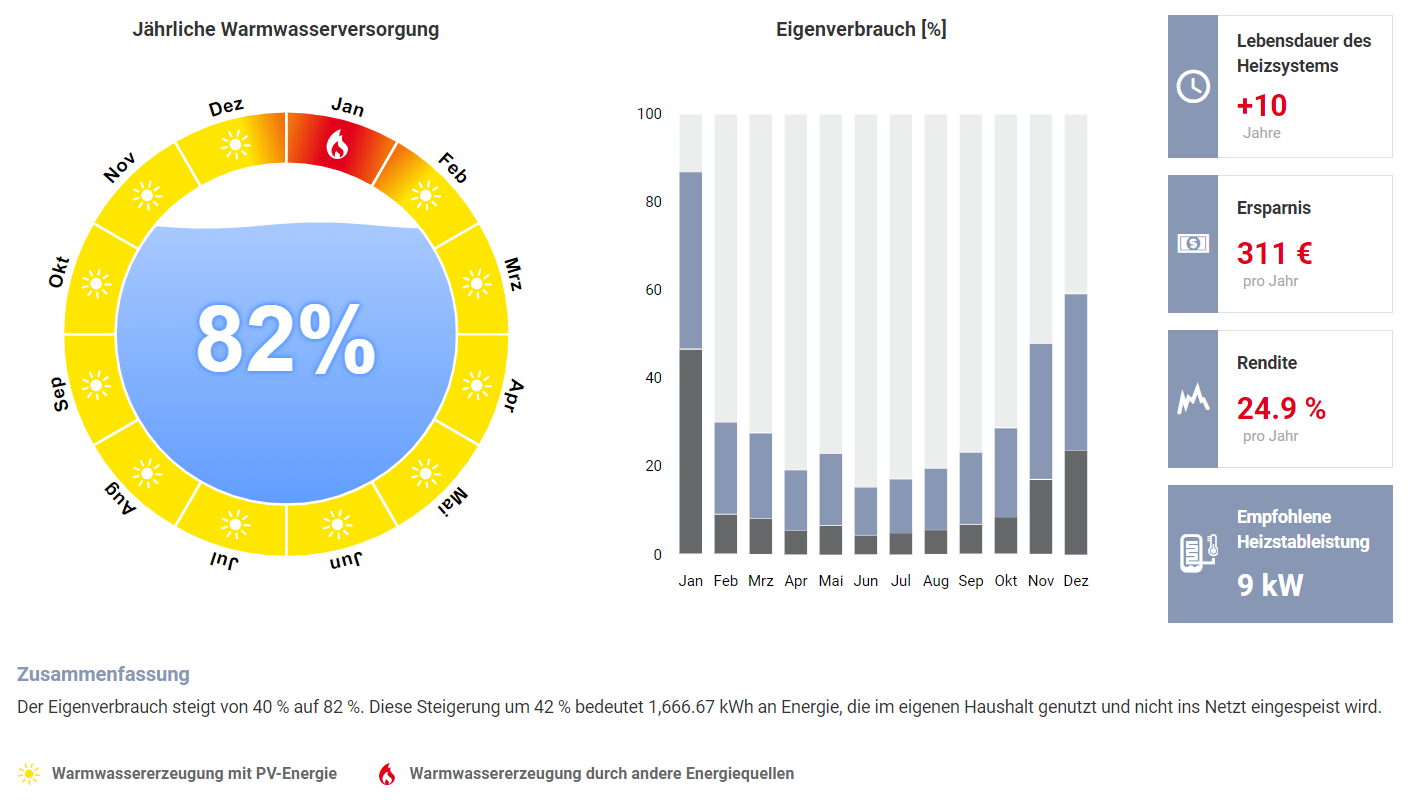 Jährliche Warmwasserversorgung
Dez
Jan
Nov
Feb
Okt
Mrz
82%
Sep
Apr
Aug
Mai
Jul
Jun
Eigenverbrauch [%]
100
80
60
40
20
0
Jan Feb Mrz Apr Mai Jun Jul Aug Sep Okt Nov Dez
Lebensdauer des
Heizsystems
+10
Jahre
Ersparnis
$
311 €
pro Jahr
Rendite
24.9 %
pro Jahr
Empfohlene
Heizstableistung
9 kW
Zusammenfassung
Der Eigenverbrauch steigt von 40 % auf 82 %. Diese Steigerung um 42 % bedeutet 1,666.67 kWh an Energie, die im eigenen Haushalt genutzt und nicht ins Netzt eingespeist wird.
Warmwassererzeugung mit PV-Energie
Warmwassererzeugung durch andere Energiequellen